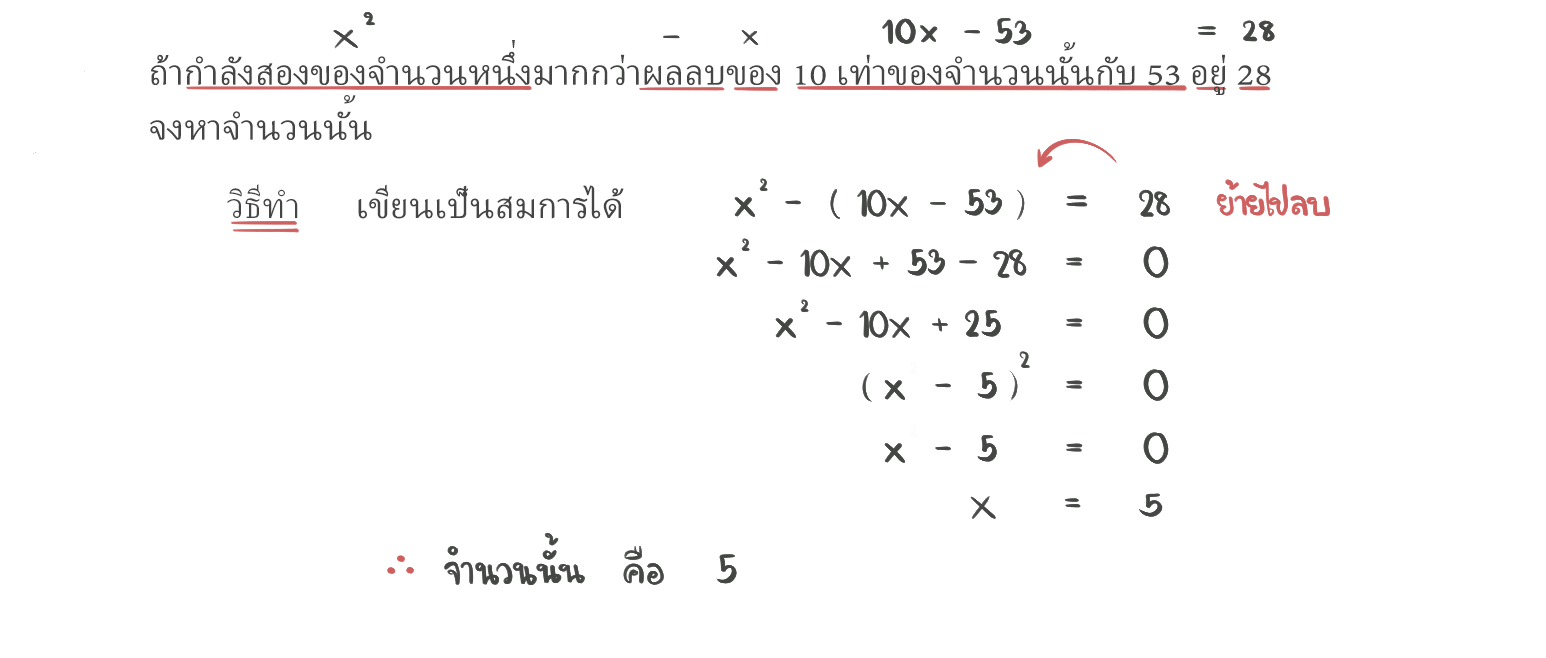 x² - x 10x - 53 = 28
ถ้ากำลังสองของจำนวนหนึ่งมากกว่าผลลบของ 10 เท่าของจำนวนนั้นกับ 53 อยู่ 28
จงหาจำนวนนั้น
วิธีทำ เขียนเป็นสมการได้ x² - ( 10x - 53 ) = 28 ย้ายไปลบ
x² - 10x + 53 - 28 = 0
x² - 10x + 25 = 0
( x - 5 )² = 0
x - 5 = 0
x = 5
∴ จำนวนนั้น คือ 5